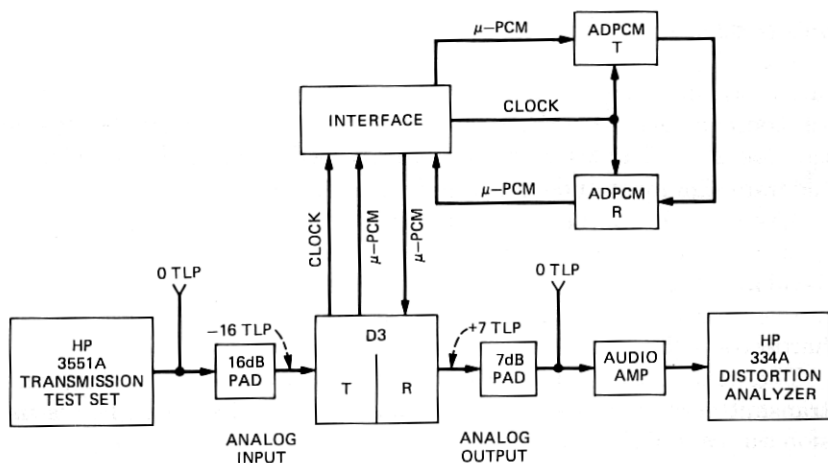 μ-PCM
ADPCM
T
INTERFACE
CLOCK
μ-PCM
ADPCM
R
CLOCK
μ-PCM
μ-PCM
0 TLP
0 TLP
HP
3551A
TRANSMISSION
TEST SET
-16 TLP
16dB
PAD
D3
T
R
+7 TLP
7dB
PAD
AUDIO
AMP
HP
334A
DISTORTION
ANALYZER
ANALOG
INPUT
ANALOG
OUTPUT